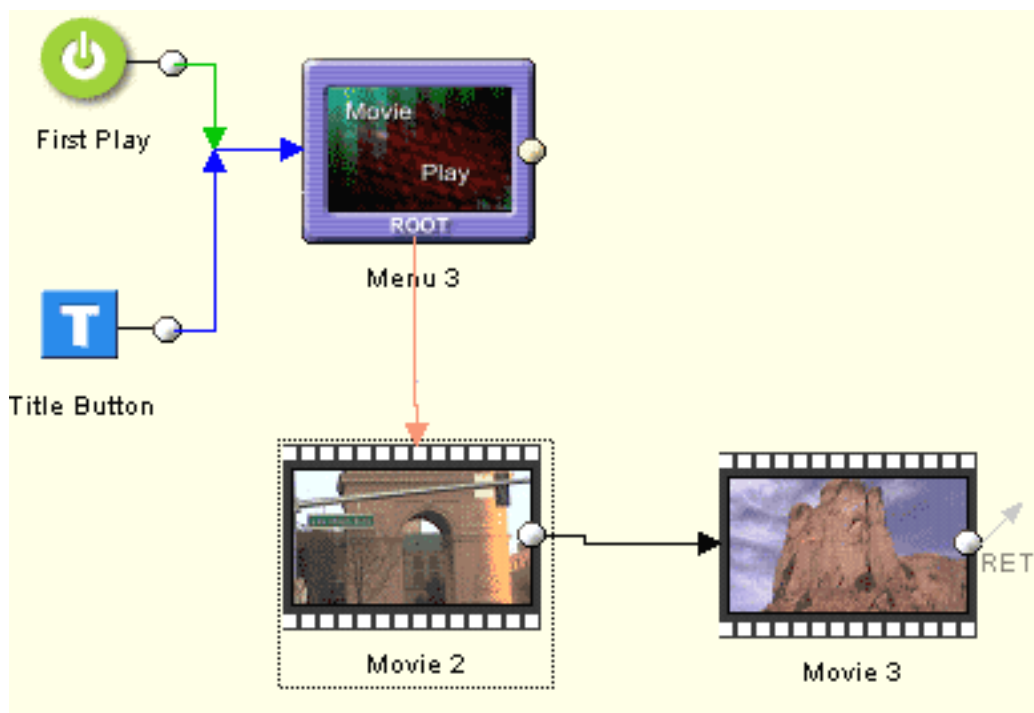 First Play
Movie
Play
ROOT
Menu 3
T
Title Button
Movie 2
Movie 3
RET